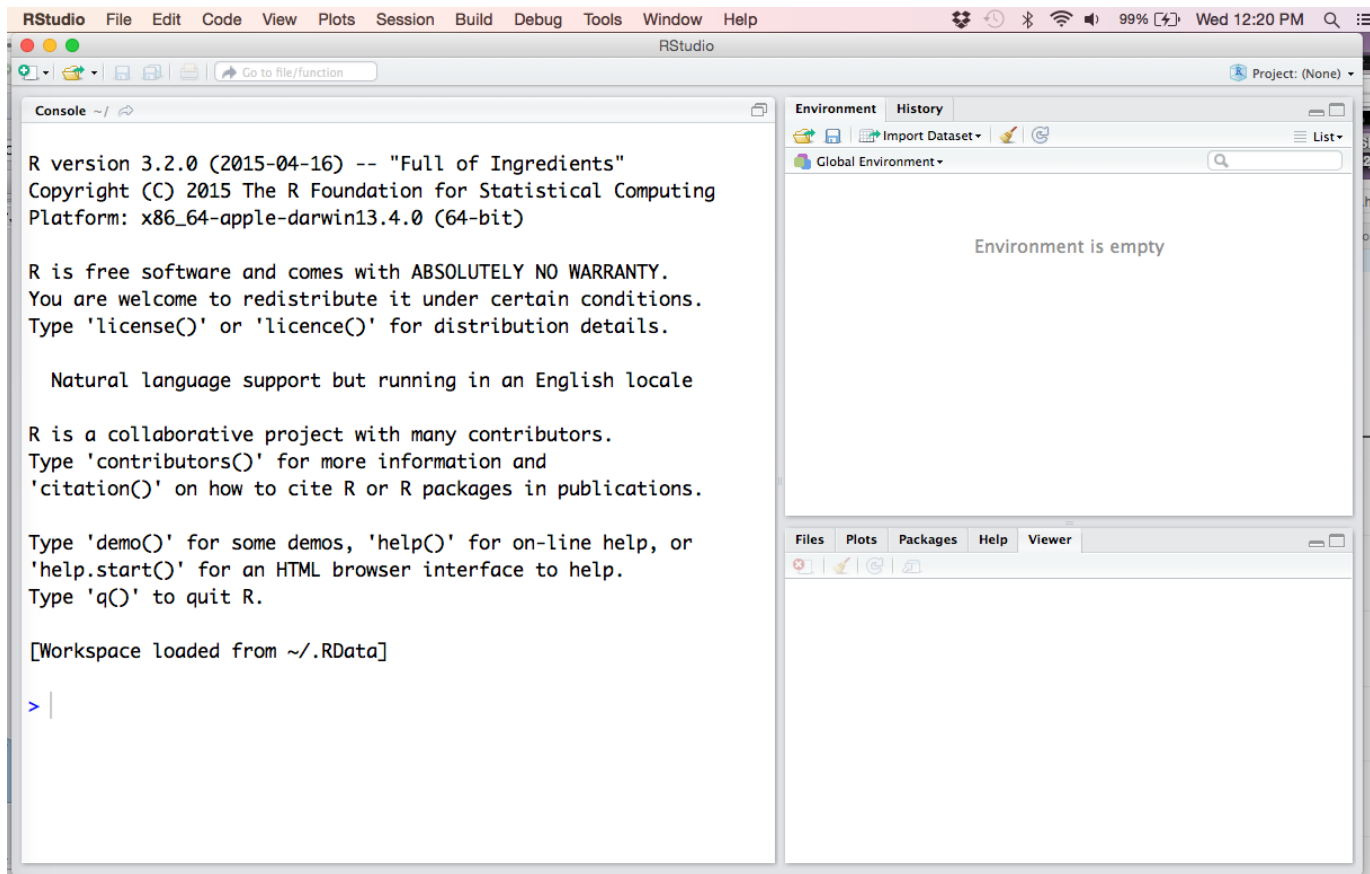 RStudio File Edit Code View Plots Session Build Debug Tools Window Help 99% Wed 12:20 PM
RStudio
Go to file/function Project: (None)
Console ~/
R version 3.2.0 (2015-04-16) -- "Full of Ingredients"
Copyright (C) 2015 The R Foundation for Statistical Computing
Platform: x86_64-apple-darwin13.4.0 (64-bit)
R is free software and comes with ABSOLUTELY NO WARRANTY.
You are welcome to redistribute it under certain conditions.
Type 'license()' or 'licence()' for distribution details.
Natural language support but running in an English locale
R is a collaborative project with many contributors.
Type 'contributors()' for more information and
'citation()' on how to cite R or R packages in publications.
Type 'demo()' for some demos, 'help()' for on-line help, or
'help.start()' for an HTML browser interface to help.
Type 'q()' to quit R.
[Workspace loaded from ~/.RData]
>
Environment History
Import Dataset List
Global Environment
Environment is empty
Files Plots Packages Help Viewer